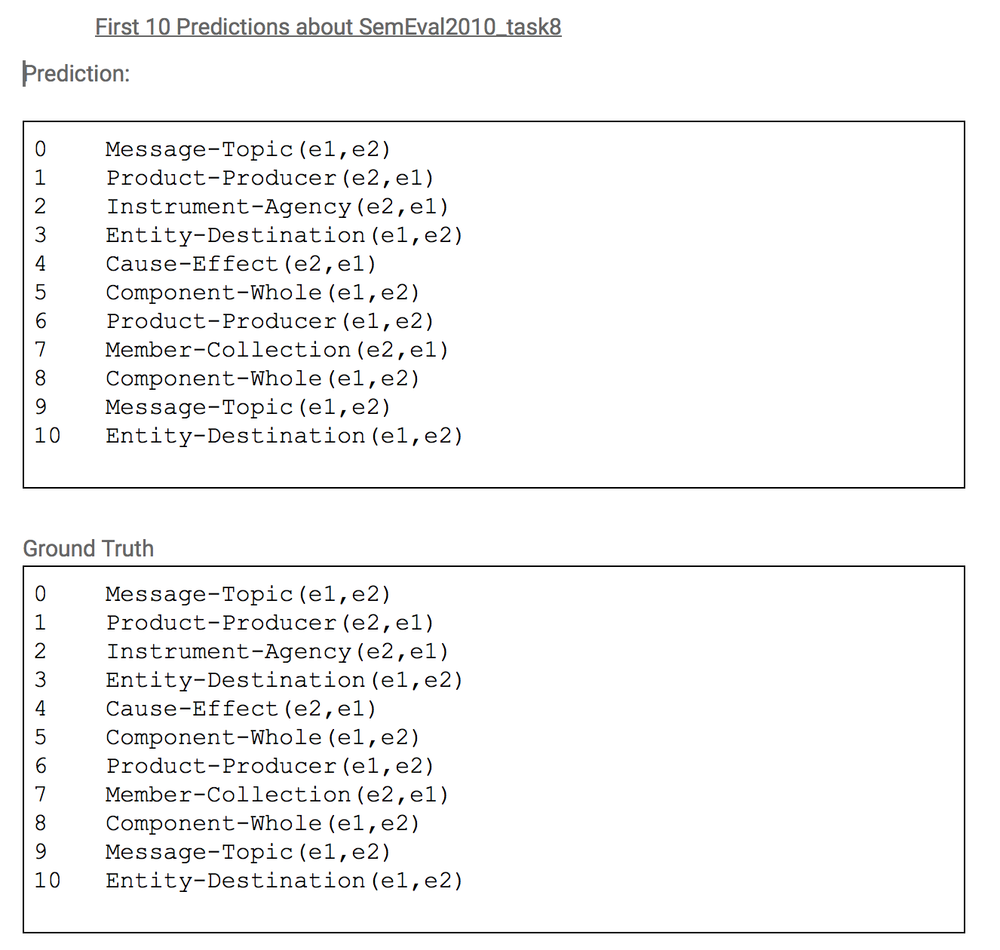 First 10 Predictions about SemEval2010_task8
Prediction:
0 Message-Topic(e1,e2)
1 Product-Producer(e2,e1)
2 Instrument-Agency(e2,e1)
3 Entity-Destination(e1,e2)
4 Cause-Effect(e2,e1)
5 Component-Whole(e1,e2)
6 Product-Producer(e1,e2)
7 Member-Collection(e2,e1)
8 Component-Whole(e1,e2)
9 Message-Topic(e1,e2)
10 Entity-Destination(e1,e2)
Ground Truth
0 Message-Topic(e1,e2)
1 Product-Producer(e2,e1)
2 Instrument-Agency(e2,e1)
3 Entity-Destination(e1,e2)
4 Cause-Effect(e2,e1)
5 Component-Whole(e1,e2)
6 Product-Producer(e1,e2)
7 Member-Collection(e2,e1)
8 Component-Whole(e1,e2)
9 Message-Topic(e1,e2)
10 Entity-Destination(e1,e2)